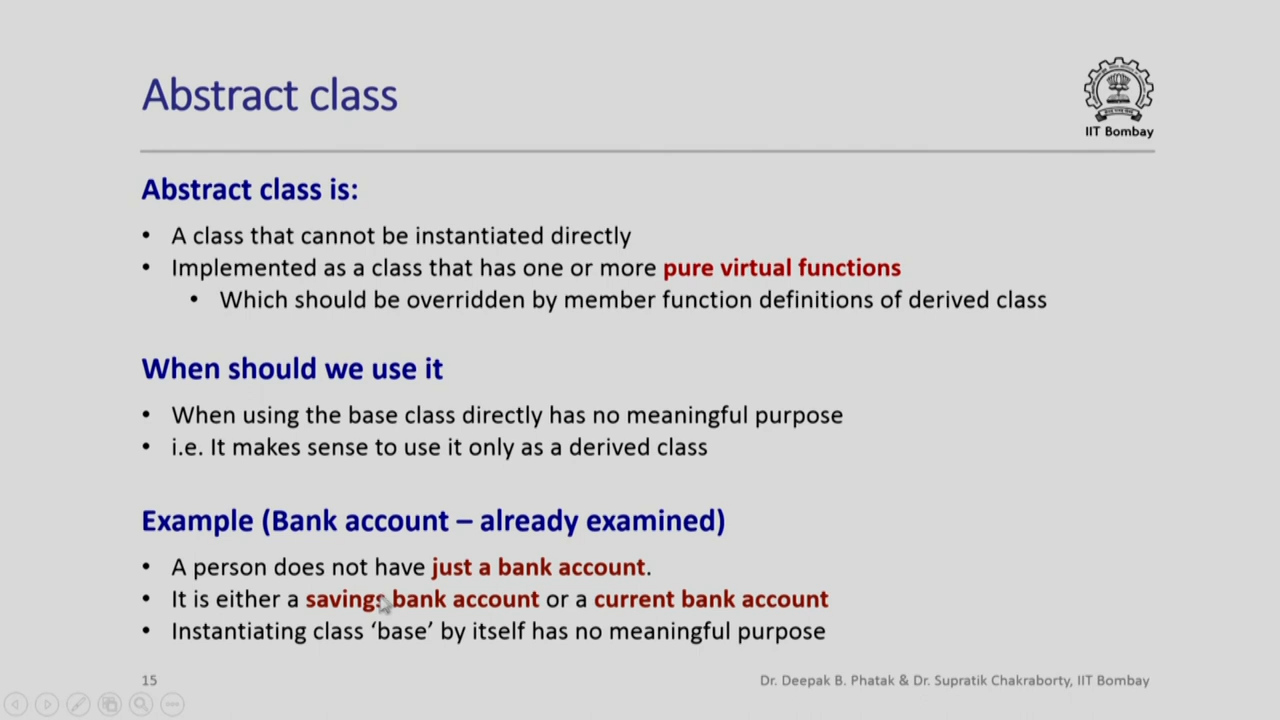 Abstract class
IIT Bombay
Abstract class is:
• A class that cannot be instantiated directly
• Implemented as a class that has one or more pure virtual functions
• Which should be overridden by member function definitions of derived class
When should we use it
• When using the base class directly has no meaningful purpose
• i.e. It makes sense to use it only as a derived class
Example (Bank account – already examined)
• A person does not have just a bank account.
• It is either a savings bank account or a current bank account
• Instantiating class ‘base’ by itself has no meaningful purpose
15
Dr. Deepak B. Phatak & Dr. Supratik Chakraborty, IIT Bombay